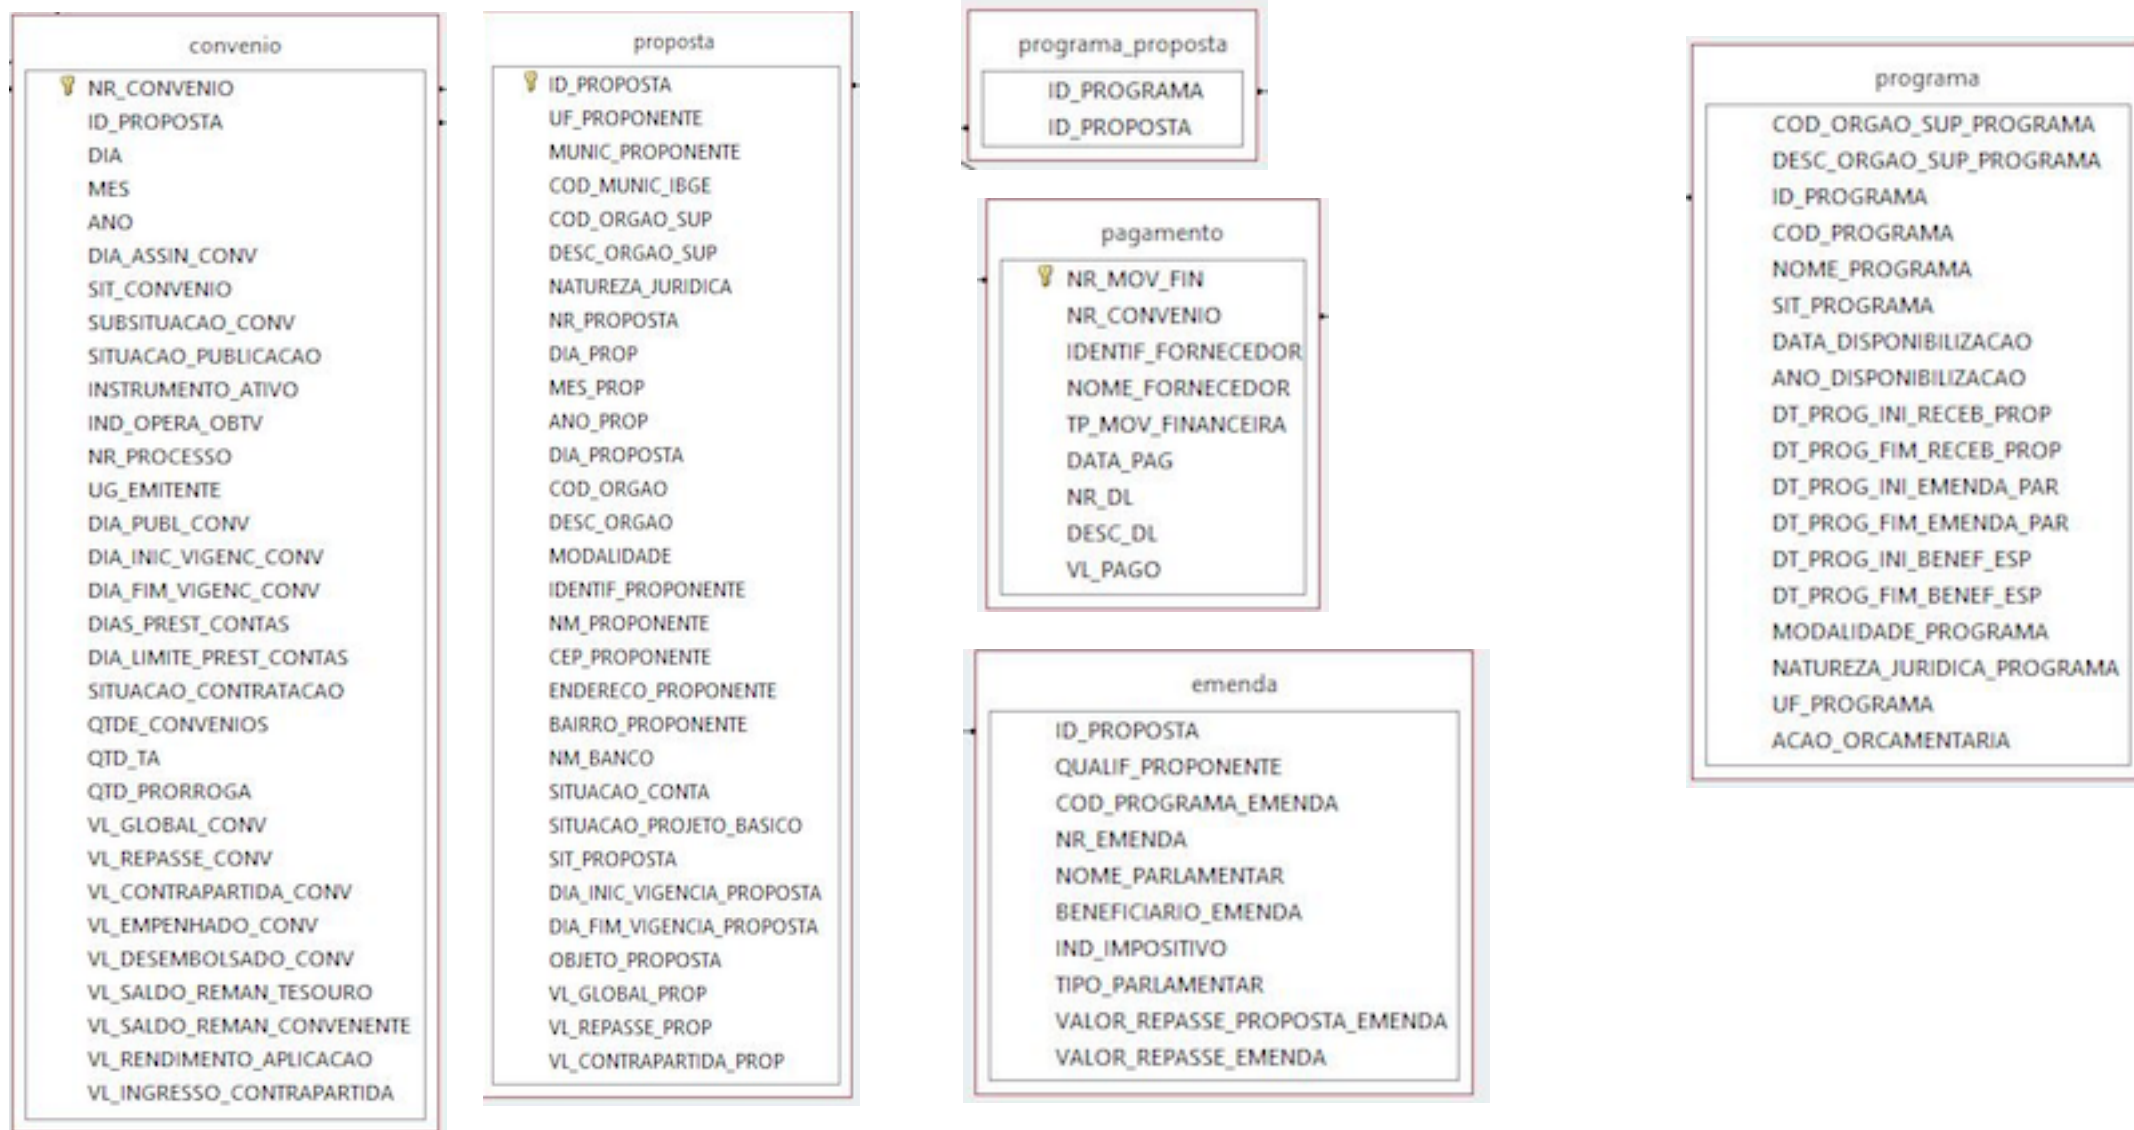 convenio
NR_CONVENIO
ID_PROPOSTA
DIA
MES
ANO
DIA_ASSIN_CONV
SIT_CONVENIO
SUBSITUACAO_CONV
SITUACAO_PUBLICACAO
INSTRUMENTO_ATIVO
IND_OPERA_OBTV
NR_PROCESSO
UG_EMITENTE
DIA_PUBL_CONV
DIA_INIC_VIGENC_CONV
DIA_FIM_VIGENC_CONV
DIAS_PREST_CONTAS
DIA_LIMITE_PREST_CONTAS
SITUACAO_CONTRATACAO
QTDE_CONVENIOS
QTD_TA
QTD_PRORROGA
VL_GLOBAL_CONV
VL_REPASSE_CONV
VL_CONTRAPARTIDA_CONV
VL_EMPENHADO_CONV
VL_DESEMBOLSADO_CONV
VL_SALDO_REMAN_TESOURO
VL_SALDO_REMAN_CONVENENTE
VL_RENDIMENTO_APLICACAO
VL_INGRESSO_CONTRAPARTIDA
proposta
ID_PROPOSTA
UF_PROPONENTE
MUNIC_PROPONENTE
COD_MUNIC_IBGE
COD_ORGAO_SUP
DESC_ORGAO_SUP
NATUREZA_JURIDICA
NR_PROPOSTA
DIA_PROP
MES_PROP
ANO_PROP
DIA_PROPOSTA
COD_ORGAO
DESC_ORGAO
MODALIDADE
IDENTIF_PROPONENTE
NM_PROPONENTE
CEP_PROPONENTE
ENDERECO_PROPONENTE
BAIRRO_PROPONENTE
NM_BANCO
SITUACAO_CONTA
SITUACAO_PROJETO_BASICO
SIT_PROPOSTA
DIA_INIC_VIGENCIA_PROPOSTA
DIA_FIM_VIGENCIA_PROPOSTA
OBJETO_PROPOSTA
VL_GLOBAL_PROP
VL_REPASSE_PROP
VL_CONTRAPARTIDA_PROP
programa_proposta
ID_PROGRAMA
ID_PROPOSTA
pagamento
NR_MOV_FIN
NR_CONVENIO
IDENTIF_FORNECEDOR
NOME_FORNECEDOR
TP_MOV_FINANCEIRA
DATA_PAG
NR_DL
DESC_DL
VL_PAGO
emenda
ID_PROPOSTA
QUALIF_PROPONENTE
COD_PROGRAMA_EMENDA
NR_EMENDA
NOME_PARLAMENTAR
BENEFICIARIO_EMENDA
IND_IMPOSITIVO
TIPO_PARLAMENTAR
VALOR_REPASSE_PROPOSTA_EMENDA
VALOR_REPASSE_EMENDA
programa
COD_ORGAO_SUP_PROGRAMA
DESC_ORGAO_SUP_PROGRAMA
ID_PROGRAMA
COD_PROGRAMA
NOME_PROGRAMA
SIT_PROGRAMA
DATA_DISPONIBILIZACAO
ANO_DISPONIBILIZACAO
DT_PROG_INI_RECEB_PROP
DT_PROG_FIM_RECEB_PROP
DT_PROG_INI_EMENDA_PAR
DT_PROG_FIM_EMENDA_PAR
DT_PROG_INI_BENEF_ESP
DT_PROG_FIM_BENEF_ESP
MODALIDADE_PROGRAMA
NATUREZA_JURIDICA_PROGRAMA
UF_PROGRAMA
ACAO_ORCAMENTARIA